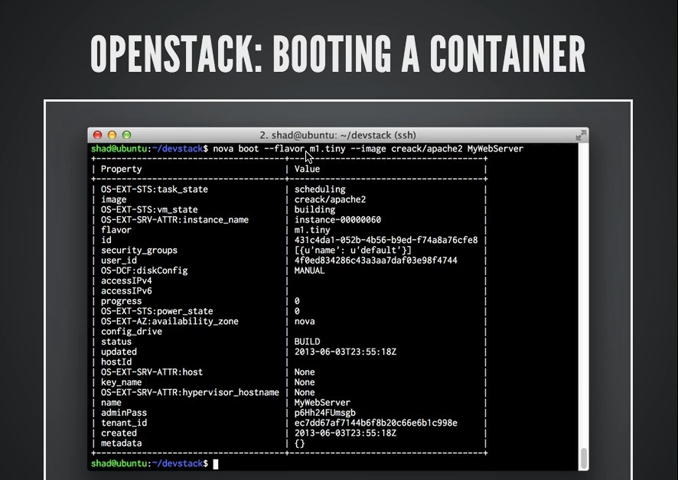 OPENSTACK: BOOTING A CONTAINER
2. shad@ubuntu: ~/devstack (ssh)
shad@ubuntu:~/devstack$ nova boot --flavor m1.tiny --image creack/apache2 MyWebServer
| Property | Value |
| OS-EXT-STS:task_state | scheduling |
| image | creack/apache2 |
| OS-EXT-STS:vm_state | building |
| OS-EXT-SRV-ATTR:instance_name | instance-00000060 |
| flavor | m1.tiny |
| id | 431c4da1-052b-4b56-b9ed-f74a8a76cfe8 |
| security_groups | [{u'name': u'default'}] |
| user_id | 4f0ed834286c43a3aa7daf03e98f4744 |
| OS-DCF:diskConfig | MANUAL |
| accessIPv4 | |
| accessIPv6 | |
| progress | 0 |
| OS-EXT-STS:power_state | 0 |
| OS-EXT-AZ:availability_zone | nova |
| config_drive | |
| status | BUILD |
| updated | 2013-06-03T23:55:18Z |
| hostId | |
| OS-EXT-SRV-ATTR:host | None |
| key_name | None |
| OS-EXT-SRV-ATTR:hypervisor_hostname | None |
| name | MyWebServer |
| adminPass | p6Hh24FUmsgb |
| tenant_id | ec7dd67af7144b6f8b20c66e6b1c998e |
| created | 2013-06-03T23:55:18Z |
| metadata | {} |
shad@ubuntu:~/devstack$